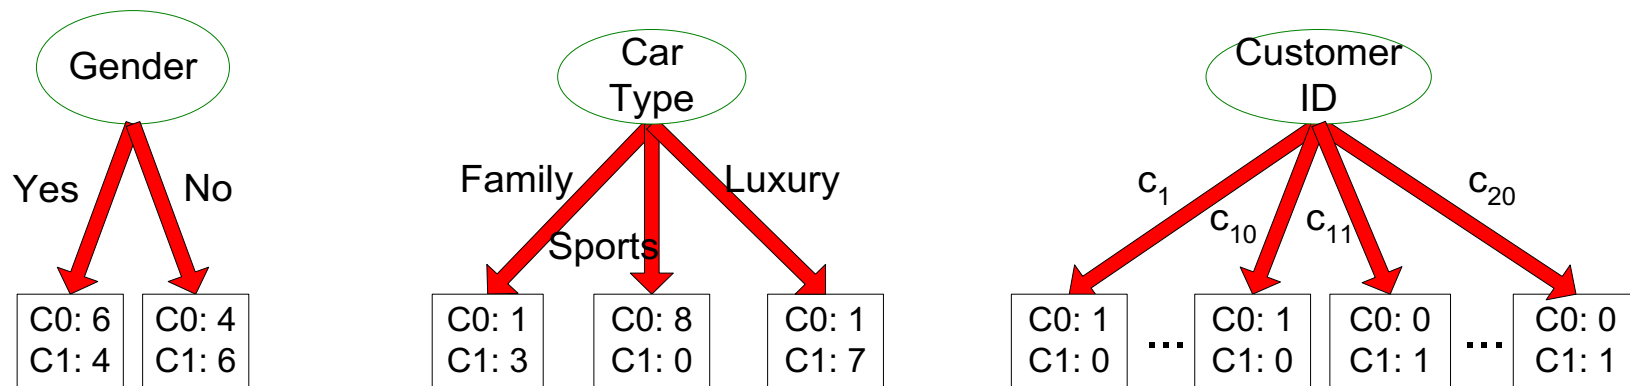 Gender
Yes
No
C0: 6
C1: 4
C0: 4
C1: 6
Car
Type
Family
Sports
Luxury
C0: 1
C1: 3
C0: 8
C1: 0
C0: 1
C1: 7
Customer
ID
c1
c10
c11
c20
C0: 1
C1: 0
...
C0: 1
C1: 0
C0: 0
C1: 1
...
C0: 0
C1: 1